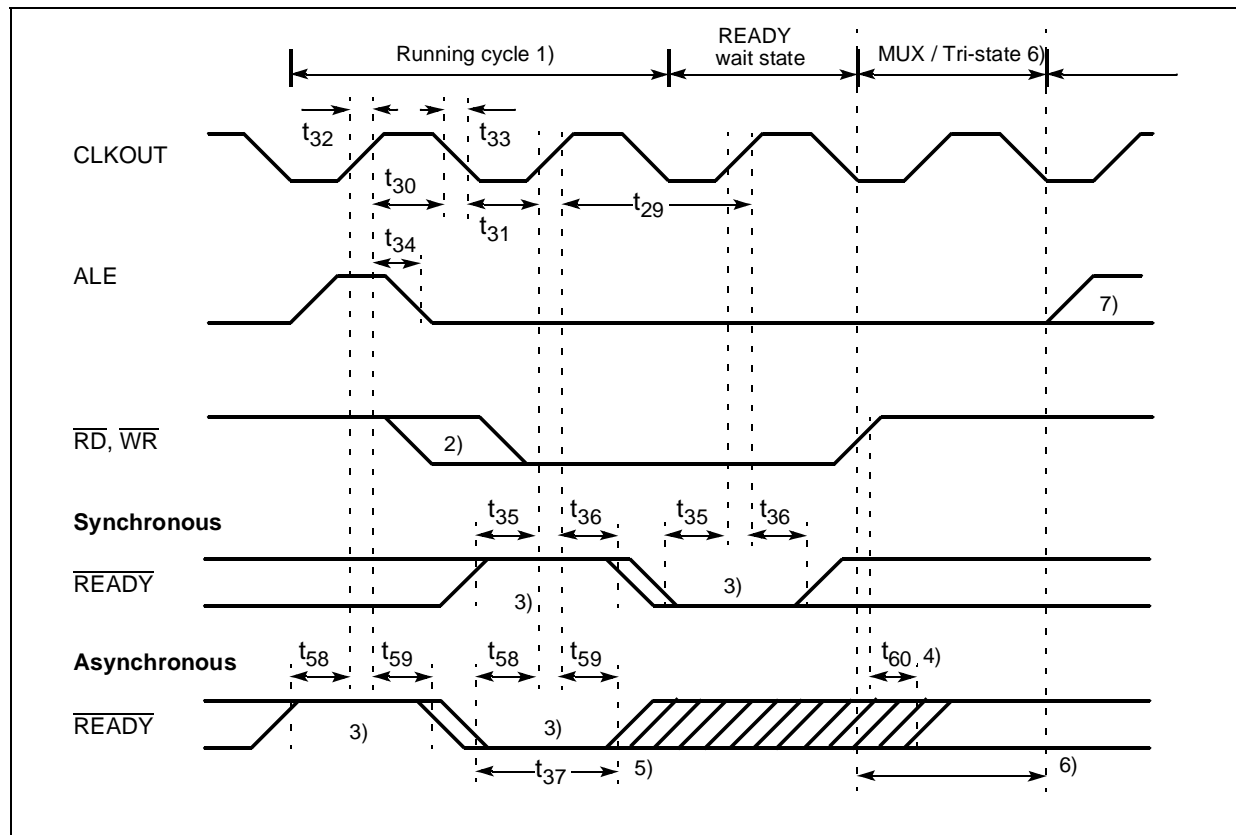 Running cycle 1)
READY
wait state
MUX / Tri-state 6)
CLKOUT
t32
t33
t30
t31
t29
t34
ALE
7)
RD, WR
2)
Synchronous
t35
t36
t35
t36
READY
3)
3)
Asynchronous
t58
t59
t58
t59
t60
4)
READY
3)
3)
t37
5)
6)